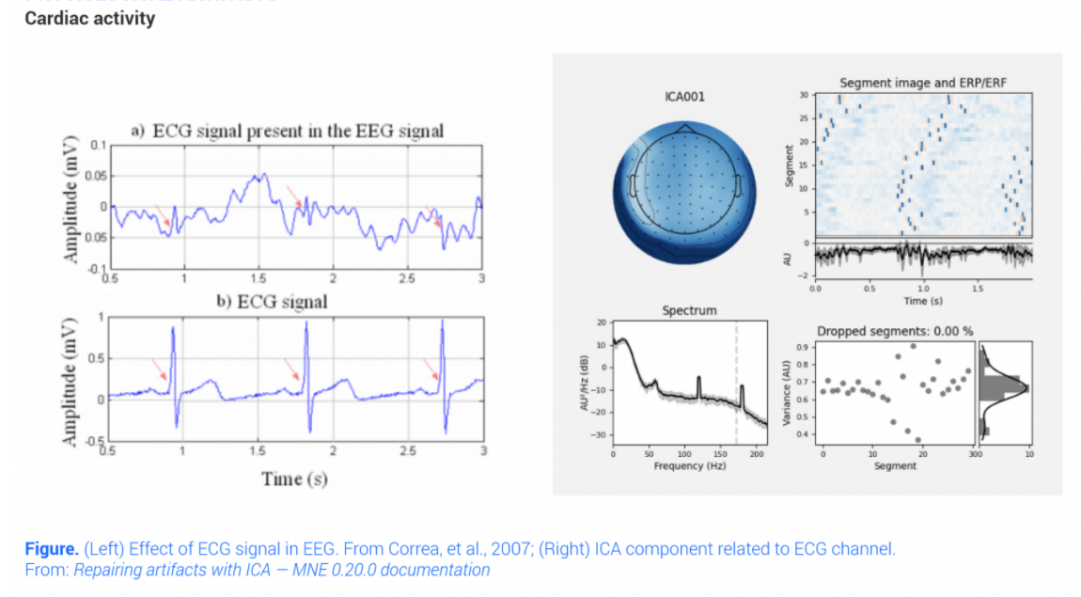 Cardiac activity
a) ECG signal present in the EEG signal
Amplitude (mV)
0.1
0.05
0
0.05
-0.1
0.5
1
1.5
2
2.5
3
b) ECG signal
Amplitude (mV)
1
0.5
0
-0.5
0.5
1
1.5
2
2.5
3
Time (s)
ICA001
Segment image and ERP/ERF
Segment
30
25
20
15
10
5
AU
0
−2
0.0
0.5
1.0
1.5
Time (s)
Spectrum
AU²/Hz (dB)
20
10
0
−10
−20
−30
0
50
100
150
200
Frequency (Hz)
Dropped segments: 0.00 %
Variance (AU)
0.9
0.8
0.7
0.6
0.5
0.4
0
10
20
300
10
Segment
Figure. (Left) Effect of ECG signal in EEG. From Correa, et al., 2007; (Right) ICA component related to ECG channel.
From: Repairing artifacts with ICA — MNE 0.20.0 documentation